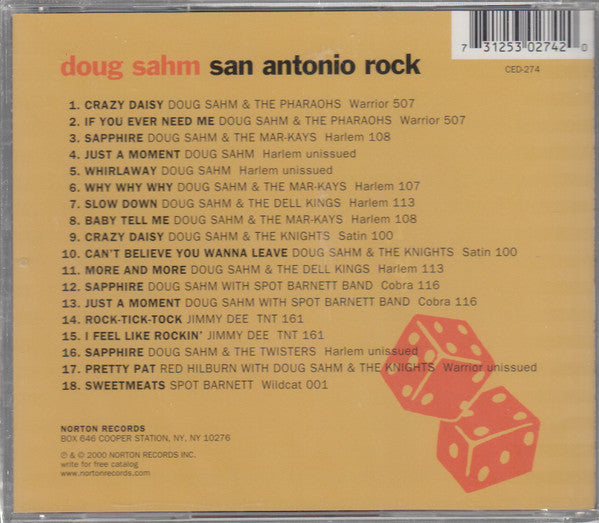 doug sahm san antonio rock
7 31253 02742 0
CED-274
1. CRAZY DAISY DOUG SAHM & THE PHARAOHS Warrior 507
2. IF YOU EVER NEED ME DOUG SAHM & THE PHARAOHS Warrior 507
3. SAPPHIRE DOUG SAHM & THE MAR-KAYS Harlem 108
4. JUST A MOMENT DOUG SAHM Harlem unissued
5. WHIRLAWAY DOUG SAHM Harlem unissued
6. WHY WHY WHY DOUG SAHM & THE MAR-KAYS Harlem 107
7. SLOW DOWN DOUG SAHM & THE DELL KINGS Harlem 113
8. BABY TELL ME DOUG SAHM & THE MAR-KAYS Harlem 108
9. CRAZY DAISY DOUG SAHM & THE KNIGHTS Satin 100
10. CAN'T BELIEVE YOU WANNA LEAVE DOUG SAHM & THE KNIGHTS Satin 100
11. MORE AND MORE DOUG SAHM & THE DELL KINGS Harlem 113
12. SAPPHIRE DOUG SAHM WITH SPOT BARNETT BAND Cobra 116
13. JUST A MOMENT DOUG SAHM WITH SPOT BARNETT BAND Cobra 116
14. ROCK-TICK-TOCK JIMMY DEE TNT 161
15. I FEEL LIKE ROCKIN' JIMMY DEE TNT 161
16. SAPPHIRE DOUG SAHM & THE TWISTERS Harlem unissued
17. PRETTY PAT RED HILBURN WITH DOUG SAHM & THE KNIGHTS Warrior unissued
18. SWEETMEATS SPOT BARNETT Wildcat 001
NORTON RECORDS
BOX 646 COOPER STATION, NY, NY 10276
℗ & © 2000 NORTON RECORDS INC.
write for free catalog
www.nortonrecords.com